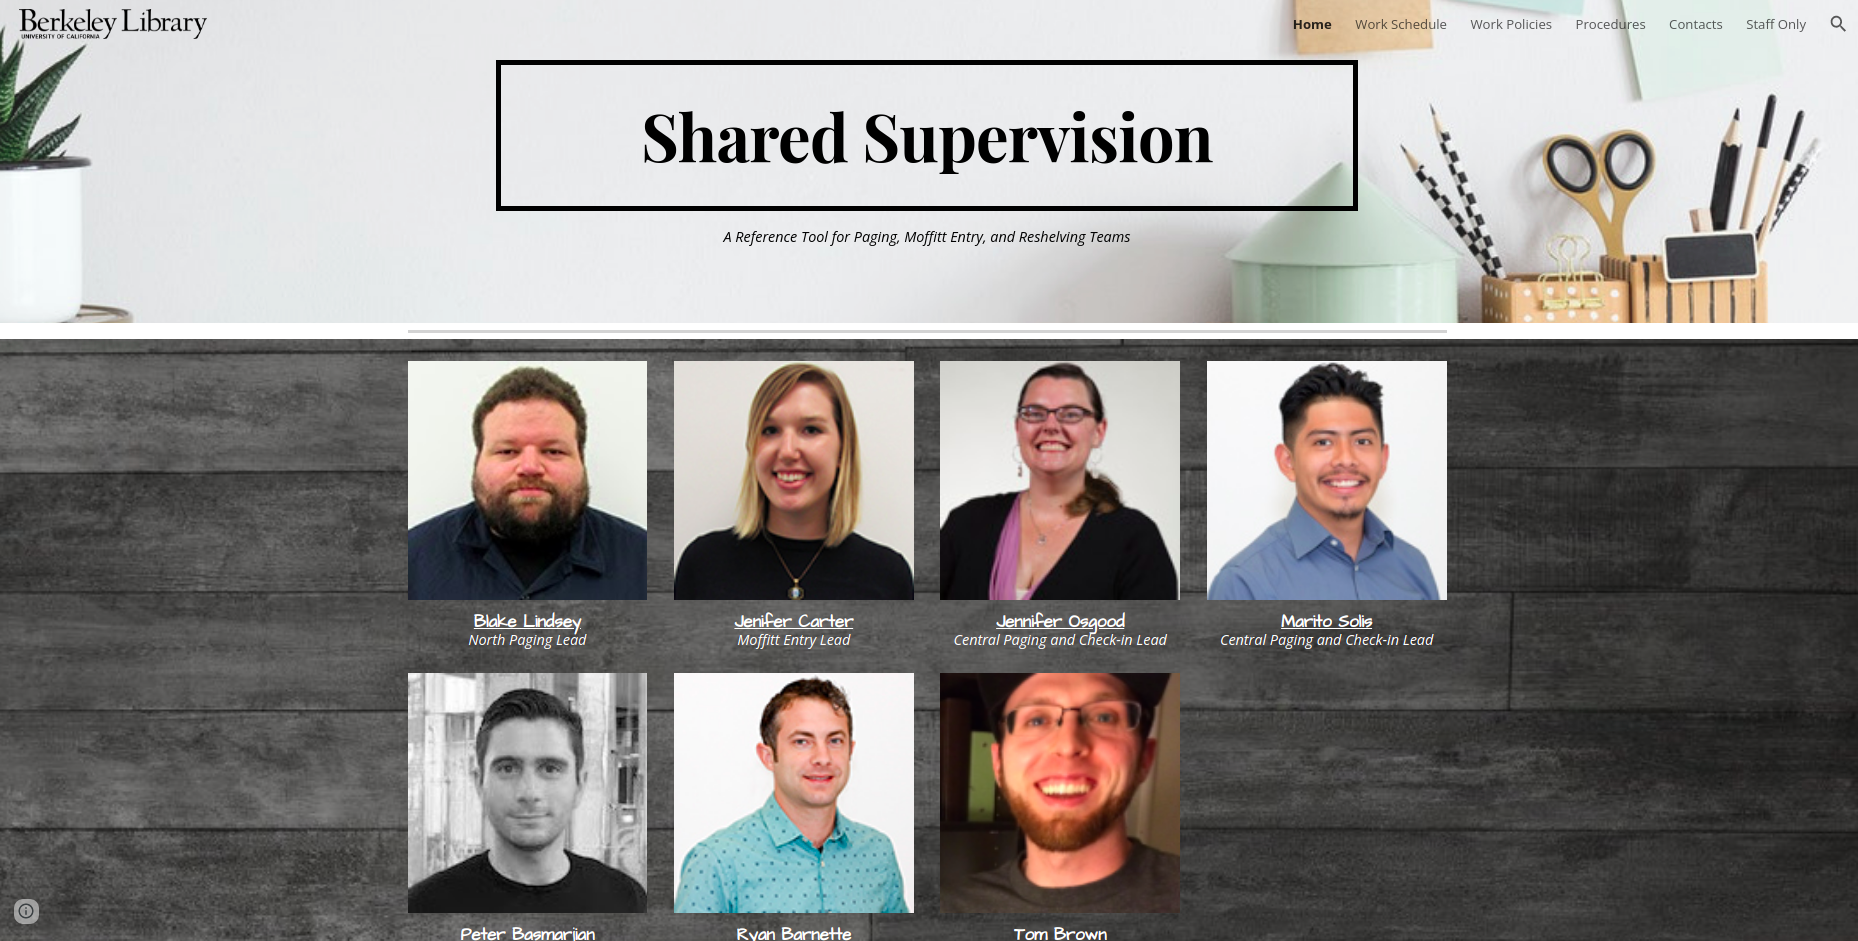 Berkeley Library
UNIVERSITY OF CALIFORNIA
Home Work Schedule Work Policies Procedures Contacts Staff Only
Shared Supervision
A Reference Tool for Paging, Moffitt Entry, and Reshelving Teams
Blake Lindsey
North Paging Lead
Jenifer Carter
Moffitt Entry Lead
Jennifer Osgood
Central Paging and Check-in Lead
Marito Solis
Central Paging and Check-in Lead
Peter Basmarjian
Ryan Barnette
Tom Brown